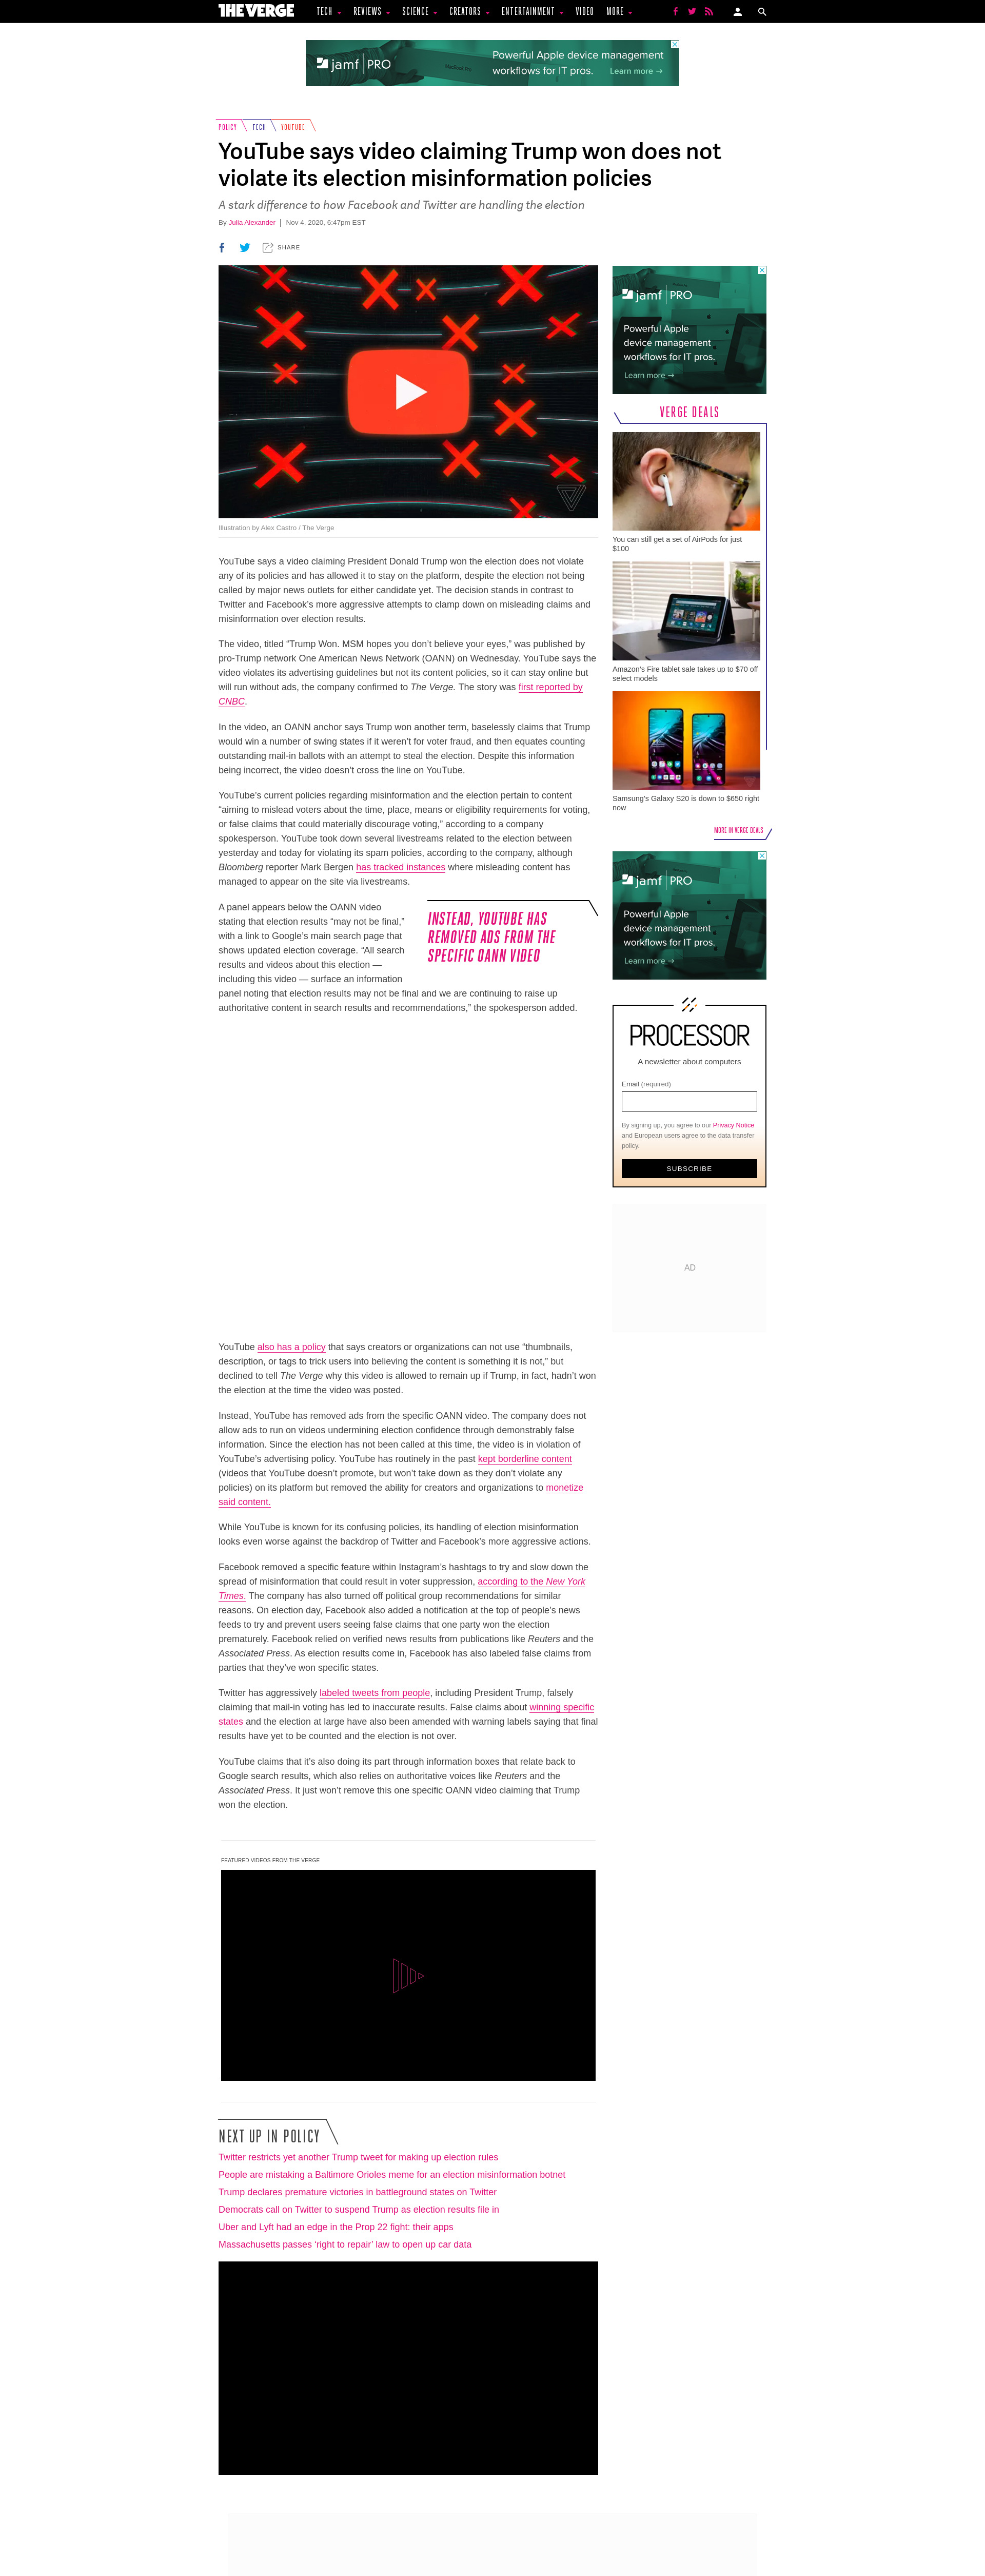 THE VERGE
TECH
REVIEWS
SCIENCE
CREATORS
ENTERTAINMENT
VIDEO
MORE
jamf PRO
MacBook Pro
Powerful Apple device management
workflows for IT pros. Learn more →
POLICY
TECH
YOUTUBE
YouTube says video claiming Trump won does not
violate its election misinformation policies
A stark difference to how Facebook and Twitter are handling the election
By Julia Alexander | Nov 4, 2020, 6:47pm EST
SHARE
Illustration by Alex Castro / The Verge
YouTube says a video claiming President Donald Trump won the election does not violate
any of its policies and has allowed it to stay on the platform, despite the election not being
called by major news outlets for either candidate yet. The decision stands in contrast to
Twitter and Facebook’s more aggressive attempts to clamp down on misleading claims and
misinformation over election results.
The video, titled “Trump Won. MSM hopes you don’t believe your eyes,” was published by
pro-Trump network One American News Network (OANN) on Wednesday. YouTube says the
video violates its advertising guidelines but not its content policies, so it can stay online but
will run without ads, the company confirmed to The Verge. The story was first reported by
CNBC.
In the video, an OANN anchor says Trump won another term, baselessly claims that Trump
would win a number of swing states if it weren’t for voter fraud, and then equates counting
outstanding mail-in ballots with an attempt to steal the election. Despite this information
being incorrect, the video doesn’t cross the line on YouTube.
YouTube’s current policies regarding misinformation and the election pertain to content
“aiming to mislead voters about the time, place, means or eligibility requirements for voting,
or false claims that could materially discourage voting,” according to a company
spokesperson. YouTube took down several livestreams related to the election between
yesterday and today for violating its spam policies, according to the company, although
Bloomberg reporter Mark Bergen has tracked instances where misleading content has
managed to appear on the site via livestreams.
A panel appears below the OANN video
stating that election results “may not be final,”
with a link to Google’s main search page that
shows updated election coverage. “All search
results and videos about this election —
including this video — surface an information
panel noting that election results may not be final and we are continuing to raise up
authoritative content in search results and recommendations,” the spokesperson added.
INSTEAD, YOUTUBE HAS
REMOVED ADS FROM THE
SPECIFIC OANN VIDEO
YouTube also has a policy that says creators or organizations can not use “thumbnails,
description, or tags to trick users into believing the content is something it is not,” but
declined to tell The Verge why this video is allowed to remain up if Trump, in fact, hadn’t won
the election at the time the video was posted.
Instead, YouTube has removed ads from the specific OANN video. The company does not
allow ads to run on videos undermining election confidence through demonstrably false
information. Since the election has not been called at this time, the video is in violation of
YouTube’s advertising policy. YouTube has routinely in the past kept borderline content
(videos that YouTube doesn’t promote, but won’t take down as they don’t violate any
policies) on its platform but removed the ability for creators and organizations to monetize
said content.
While YouTube is known for its confusing policies, its handling of election misinformation
looks even worse against the backdrop of Twitter and Facebook’s more aggressive actions.
Facebook removed a specific feature within Instagram’s hashtags to try and slow down the
spread of misinformation that could result in voter suppression, according to the New York
Times. The company has also turned off political group recommendations for similar
reasons. On election day, Facebook also added a notification at the top of people’s news
feeds to try and prevent users seeing false claims that one party won the election
prematurely. Facebook relied on verified news results from publications like Reuters and the
Associated Press. As election results come in, Facebook has also labeled false claims from
parties that they’ve won specific states.
Twitter has aggressively labeled tweets from people, including President Trump, falsely
claiming that mail-in voting has led to inaccurate results. False claims about winning specific
states and the election at large have also been amended with warning labels saying that final
results have yet to be counted and the election is not over.
YouTube claims that it’s also doing its part through information boxes that relate back to
Google search results, which also relies on authoritative voices like Reuters and the
Associated Press. It just won’t remove this one specific OANN video claiming that Trump
won the election.
FEATURED VIDEOS FROM THE VERGE
NEXT UP IN POLICY
Twitter restricts yet another Trump tweet for making up election rules
People are mistaking a Baltimore Orioles meme for an election misinformation botnet
Trump declares premature victories in battleground states on Twitter
Democrats call on Twitter to suspend Trump as election results file in
Uber and Lyft had an edge in the Prop 22 fight: their apps
Massachusetts passes ‘right to repair’ law to open up car data
jamf PRO
Powerful Apple
device management
workflows for IT pros.
Learn more →
VERGE DEALS
You can still get a set of AirPods for just
$100
Amazon’s Fire tablet sale takes up to $70 off
select models
Samsung’s Galaxy S20 is down to $650 right
now
MORE IN VERGE DEALS
jamf PRO
Powerful Apple
device management
workflows for IT pros.
Learn more →
PROCESSOR
A newsletter about computers
Email (required)
By signing up, you agree to our Privacy Notice
and European users agree to the data transfer
policy.
SUBSCRIBE
AD